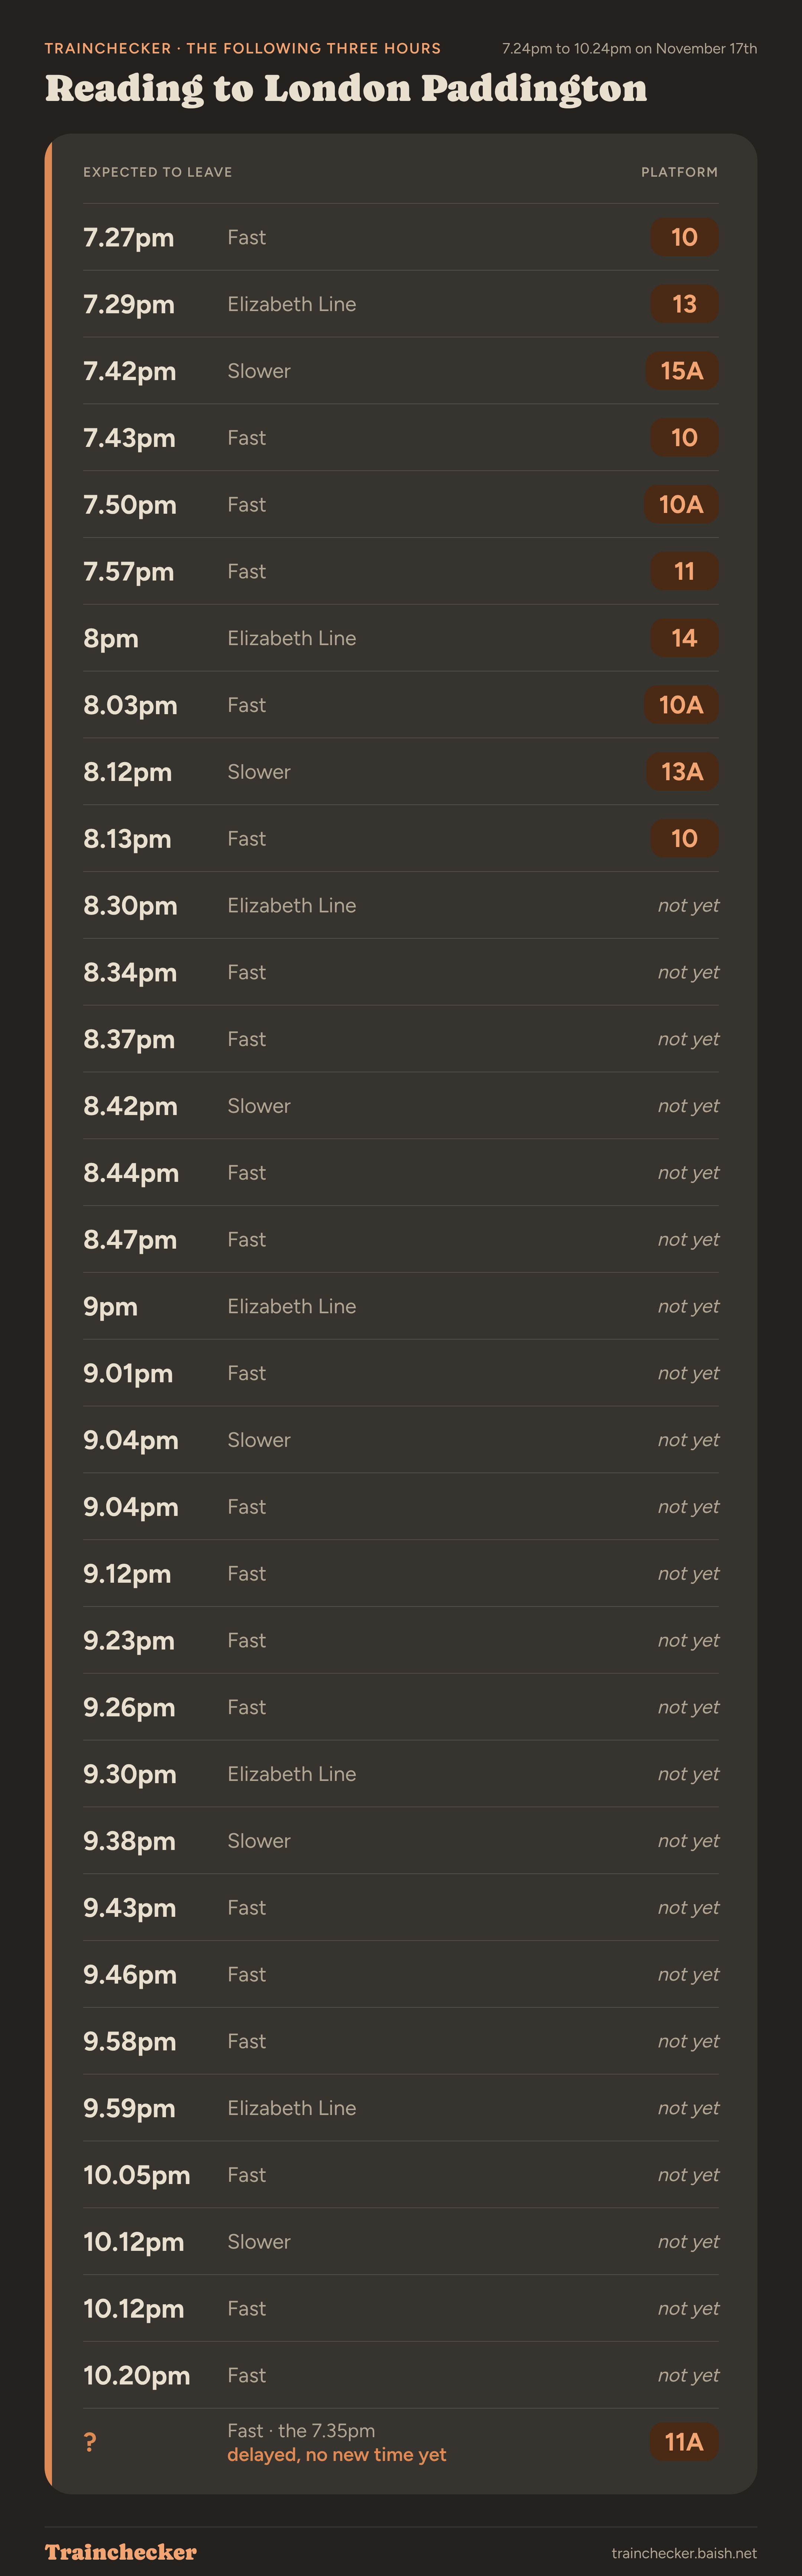 TRAINCHECKER · THE FOLLOWING THREE HOURS 7.24pm to 10.24pm on November 17th
Reading to London Paddington
EXPECTED TO LEAVE PLATFORM
7.27pm Fast 10
7.29pm Elizabeth Line 13
7.42pm Slower 15A
7.43pm Fast 10
7.50pm Fast 10A
7.57pm Fast 11
8pm Elizabeth Line 14
8.03pm Fast 10A
8.12pm Slower 13A
8.13pm Fast 10
8.30pm Elizabeth Line not yet
8.34pm Fast not yet
8.37pm Fast not yet
8.42pm Slower not yet
8.44pm Fast not yet
8.47pm Fast not yet
9pm Elizabeth Line not yet
9.01pm Fast not yet
9.04pm Slower not yet
9.04pm Fast not yet
9.12pm Fast not yet
9.23pm Fast not yet
9.26pm Fast not yet
9.30pm Elizabeth Line not yet
9.38pm Slower not yet
9.43pm Fast not yet
9.46pm Fast not yet
9.58pm Fast not yet
9.59pm Elizabeth Line not yet
10.05pm Fast not yet
10.12pm Slower not yet
10.12pm Fast not yet
10.20pm Fast not yet
? Fast · the 7.35pm 11A
delayed, no new time yet
Trainchecker trainchecker.baish.net